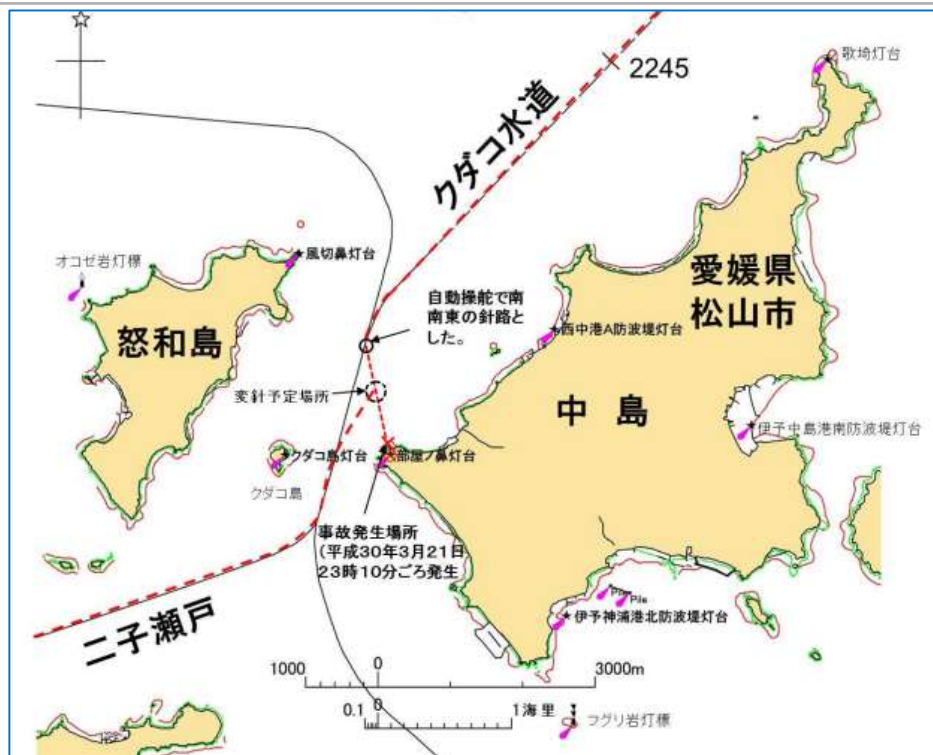 歌埼灯台
2245
クダコ水道
風切鼻灯台
オコゼ岩灯標
愛媛県
松山市
自動操舵で南
南東の針路と
した。
怒和島
西中港A防波堤灯台
変針予定場所
中島
伊予中島港南防波堤灯台
クダコ島灯台
部屋ノ鼻灯台
クダコ島
事故発生場所
(平成30年3月21日
23時10分ごろ発生
二子瀬戸
Pile
伊予神浦港北防波堤灯台
1000
0
3000m
0.1
0
1海里
フグリ岩灯標